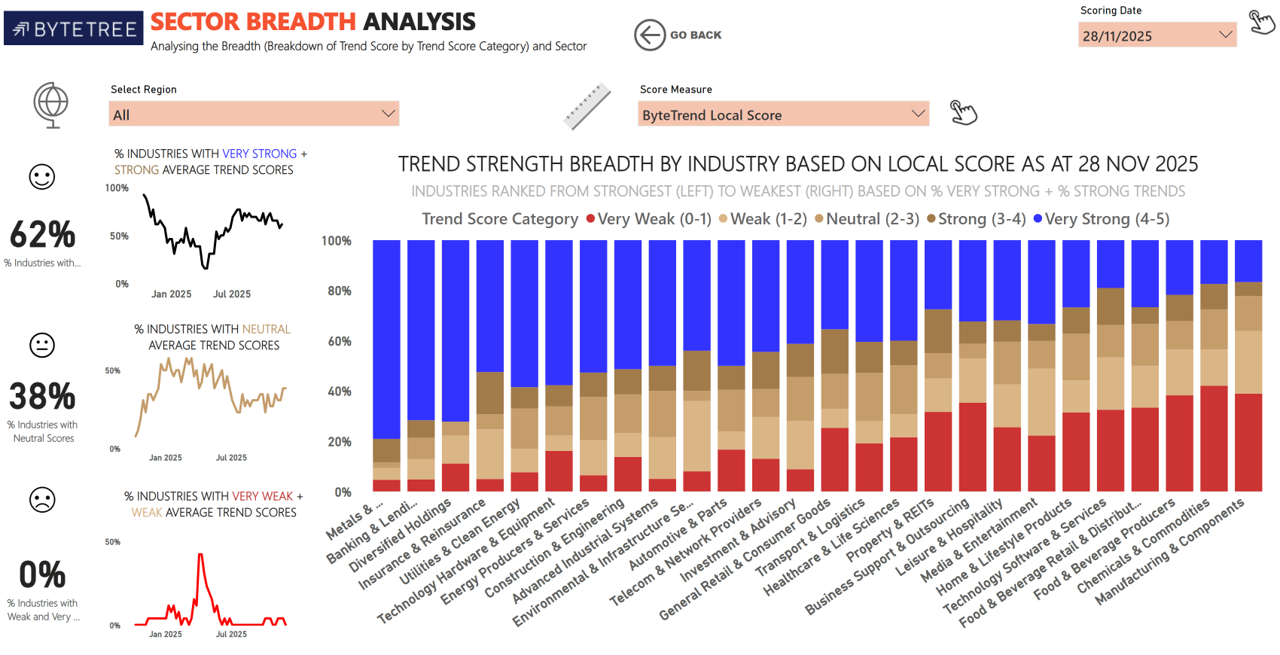 BYTETREE
SECTOR BREADTH ANALYSIS
Analysing the Breadth (Breakdown of Trend Score by Trend Score Category) and Sector
GO BACK
Scoring Date
28/11/2025
Select Region
All
Score Measure
ByteTrend Local Score
% INDUSTRIES WITH VERY STRONG +
STRONG AVERAGE TREND SCORES
100%
50%
0%
Jan 2025
Jul 2025
62%
% Industries with...
% INDUSTRIES WITH NEUTRAL
AVERAGE TREND SCORES
50%
0%
Jan 2025
Jul 2025
38%
% Industries with
Neutral Scores
% INDUSTRIES WITH VERY WEAK +
WEAK AVERAGE TREND SCORES
50%
0%
Jan 2025
Jul 2025
0%
% Industries with
Weak and Very ...
TREND STRENGTH BREADTH BY INDUSTRY BASED ON LOCAL SCORE AS AT 28 NOV 2025
INDUSTRIES RANKED FROM STRONGEST (LEFT) TO WEAKEST (RIGHT) BASED ON % VERY STRONG + % STRONG TRENDS
Trend Score Category Very Weak (0-1) Weak (1-2) Neutral (2-3) Strong (3-4) Very Strong (4-5)
100%
80%
60%
40%
20%
0%
Metals & ...
Banking & Lendi...
Diversified Holdings
Insurance & Reinsurance
Utilities & Clean Energy
Technology Hardware & Equipment
Energy Producers & Services
Construction & Engineering
Advanced Industrial Systems
Environmental & Infrastructure Se...
Automotive & Parts
Telecom & Network Providers
Investment & Advisory
General Retail & Consumer Goods
Transport & Logistics
Healthcare & Life Sciences
Property & REITs
Business Support & Outsourcing
Leisure & Hospitality
Media & Entertainment
Home & Lifestyle Products
Technology Software & Services
Food & Beverage Retail & Distribut...
Food & Beverage Producers
Chemicals & Commodities
Manufacturing & Components